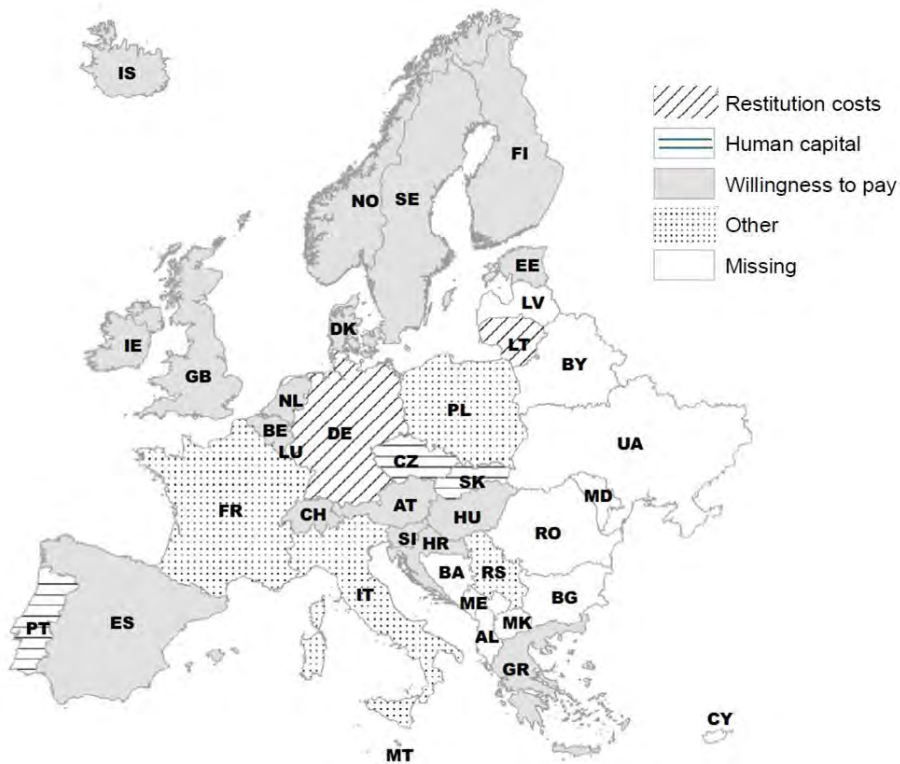 IS
Restitution costs
Human capital
Willingness to pay
Other
Missing
FI
NO
SE
EE
LV
DK
LT
IE
BY
GB
NL
PL
BE
DE
UA
LU
CZ
SK
MD
AT
FR
CH
HU
RO
SI
HR
BA
RS
IT
ME
BG
PT
ES
MK
AL
GR
CY
MT